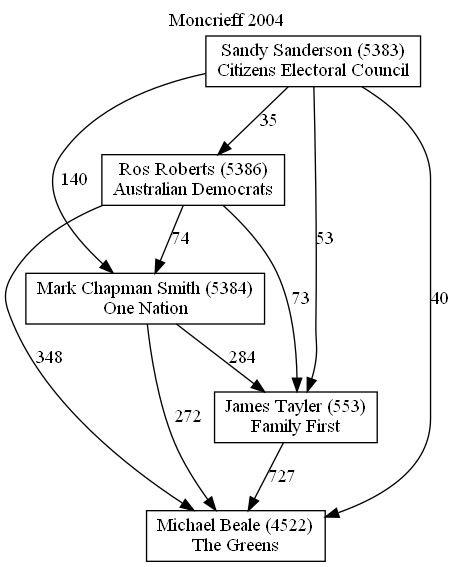 Moncrieff 2004
Sandy Sanderson (5383)
Citizens Electoral Council
35
Ros Roberts (5386)
Australian Democrats
140
74
53
Mark Chapman Smith (5384)
One Nation
73
40
348
284
272
James Tayler (553)
Family First
727
Michael Beale (4522)
The Greens